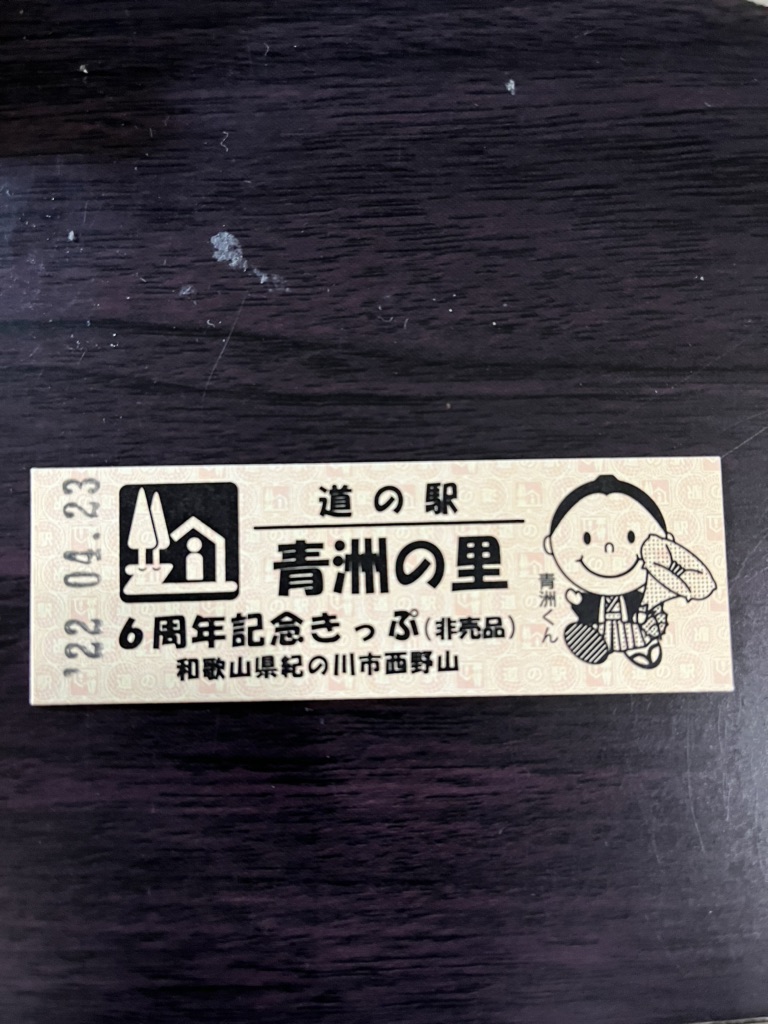 '22.04.23
道の駅
青洲の里
6周年記念きっぷ(非売品)
和歌山県紀の川市西野山
青洲くん